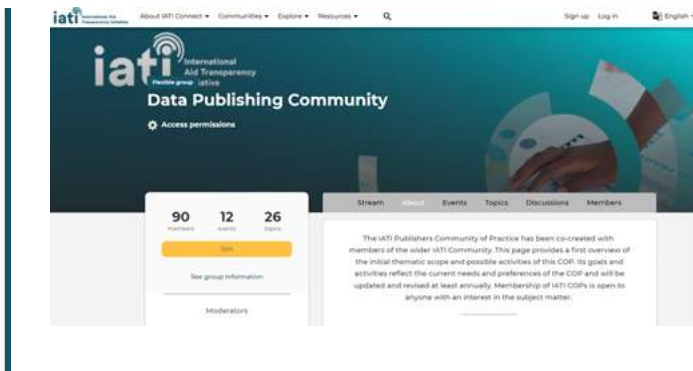 iati International Aid Transparency Initiative
About IATI Connect Communities Explore Resources
Sign up Log in
English
iati
International
Aid Transparency
iative
Flexible group
Data Publishing Community
Access permissions
90 12 26
members events topics
Join
See group information
Moderators
Stream About Events Topics Discussions Members
The IATI Publishers Community of Practice has been co-created with
members of the wider IATI Community. This page provides a first overview of
the initial thematic scope and possible activities of this COP. Its goals and
activities reflect the current needs and preferences of the COP and will be
updated and revised at least annually. Membership of IATI COPs is open to
anyone with an interest in the subject matter.